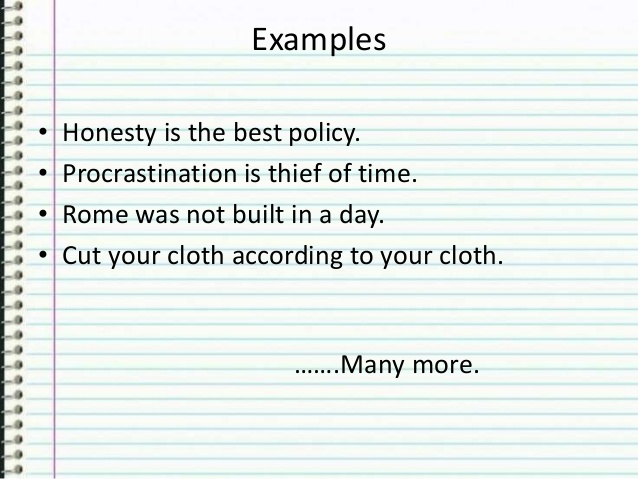 Examples
• Honesty is the best policy.
• Procrastination is thief of time.
• Rome was not built in a day.
• Cut your cloth according to your cloth.
…….Many more.